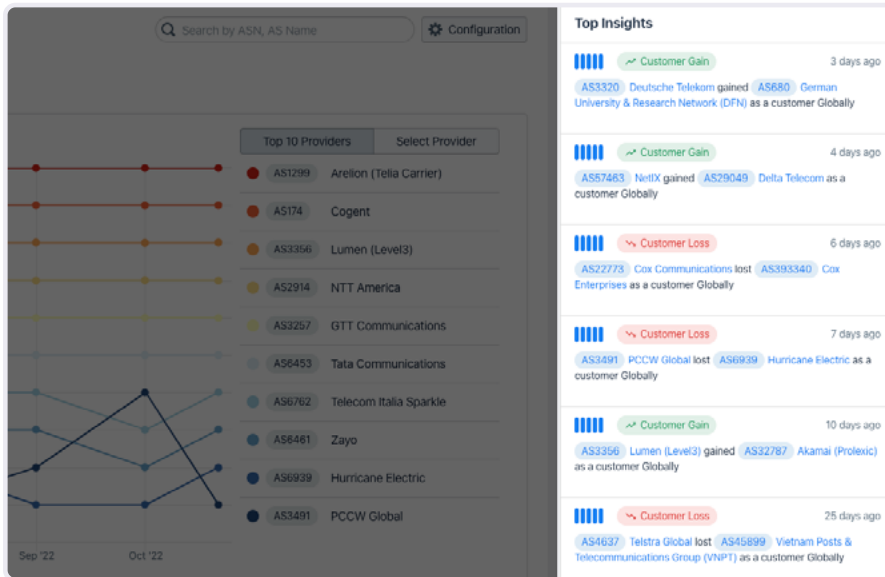 Search by ASN, AS Name
Configuration
Top 10 Providers
Select Provider
AS1299 Arelion (Telia Carrier)
AS174 Cogent
AS3356 Lumen (Level3)
AS2914 NTT America
AS3257 GTT Communications
AS6453 Tata Communications
AS6762 Telecom Italia Sparkle
AS6461 Zayo
AS6939 Hurricane Electric
AS3491 PCCW Global
Sep '22
Oct '22
Top Insights
Customer Gain 3 days ago
AS3320 Deutsche Telekom gained AS680 German
University & Research Network (DFN) as a customer Globally
Customer Gain 4 days ago
AS57463 NetIX gained AS29049 Delta Telecom as a
customer Globally
Customer Loss 6 days ago
AS22773 Cox Communications lost AS393340 Cox
Enterprises as a customer Globally
Customer Loss 7 days ago
AS3491 PCCW Global lost AS6939 Hurricane Electric as a
customer Globally
Customer Gain 10 days ago
AS3356 Lumen (Level3) gained AS32787 Akamai (Prolexic)
as a customer Globally
Customer Loss 25 days ago
AS4637 Telstra Global lost AS45899 Vietnam Posts &
Telecommunications Group (VNPT) as a customer Globally